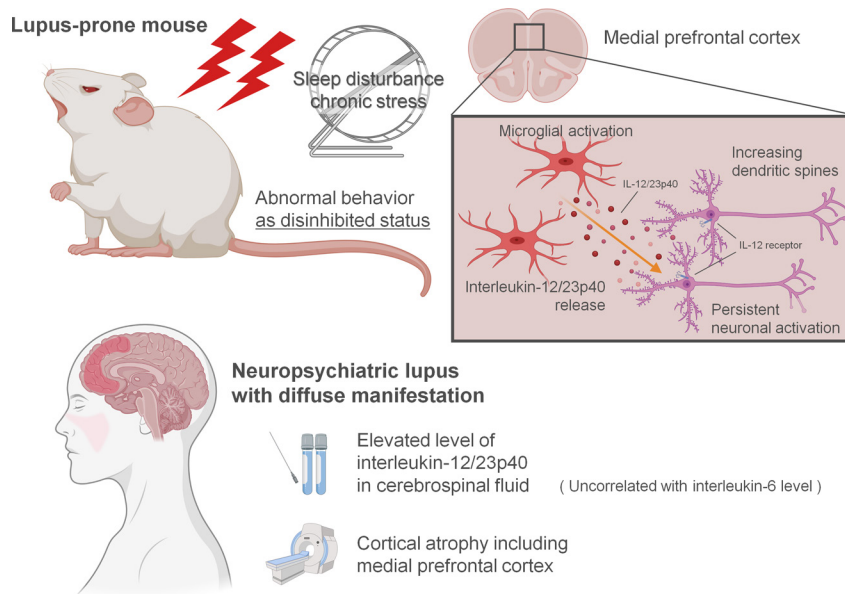 Lupus-prone mouse
Sleep disturbance
chronic stress
Abnormal behavior
as disinhibited status
Medial prefrontal cortex
Microglial activation
IL-12/23p40
Increasing
dendritic spines
IL-12 receptor
Interleukin-12/23p40
release
Persistent
neuronal activation
Neuropsychiatric lupus
with diffuse manifestation
Elevated level of
interleukin-12/23p40
in cerebrospinal fluid ( Uncorrelated with interleukin-6 level )
Cortical atrophy including
medial prefrontal cortex